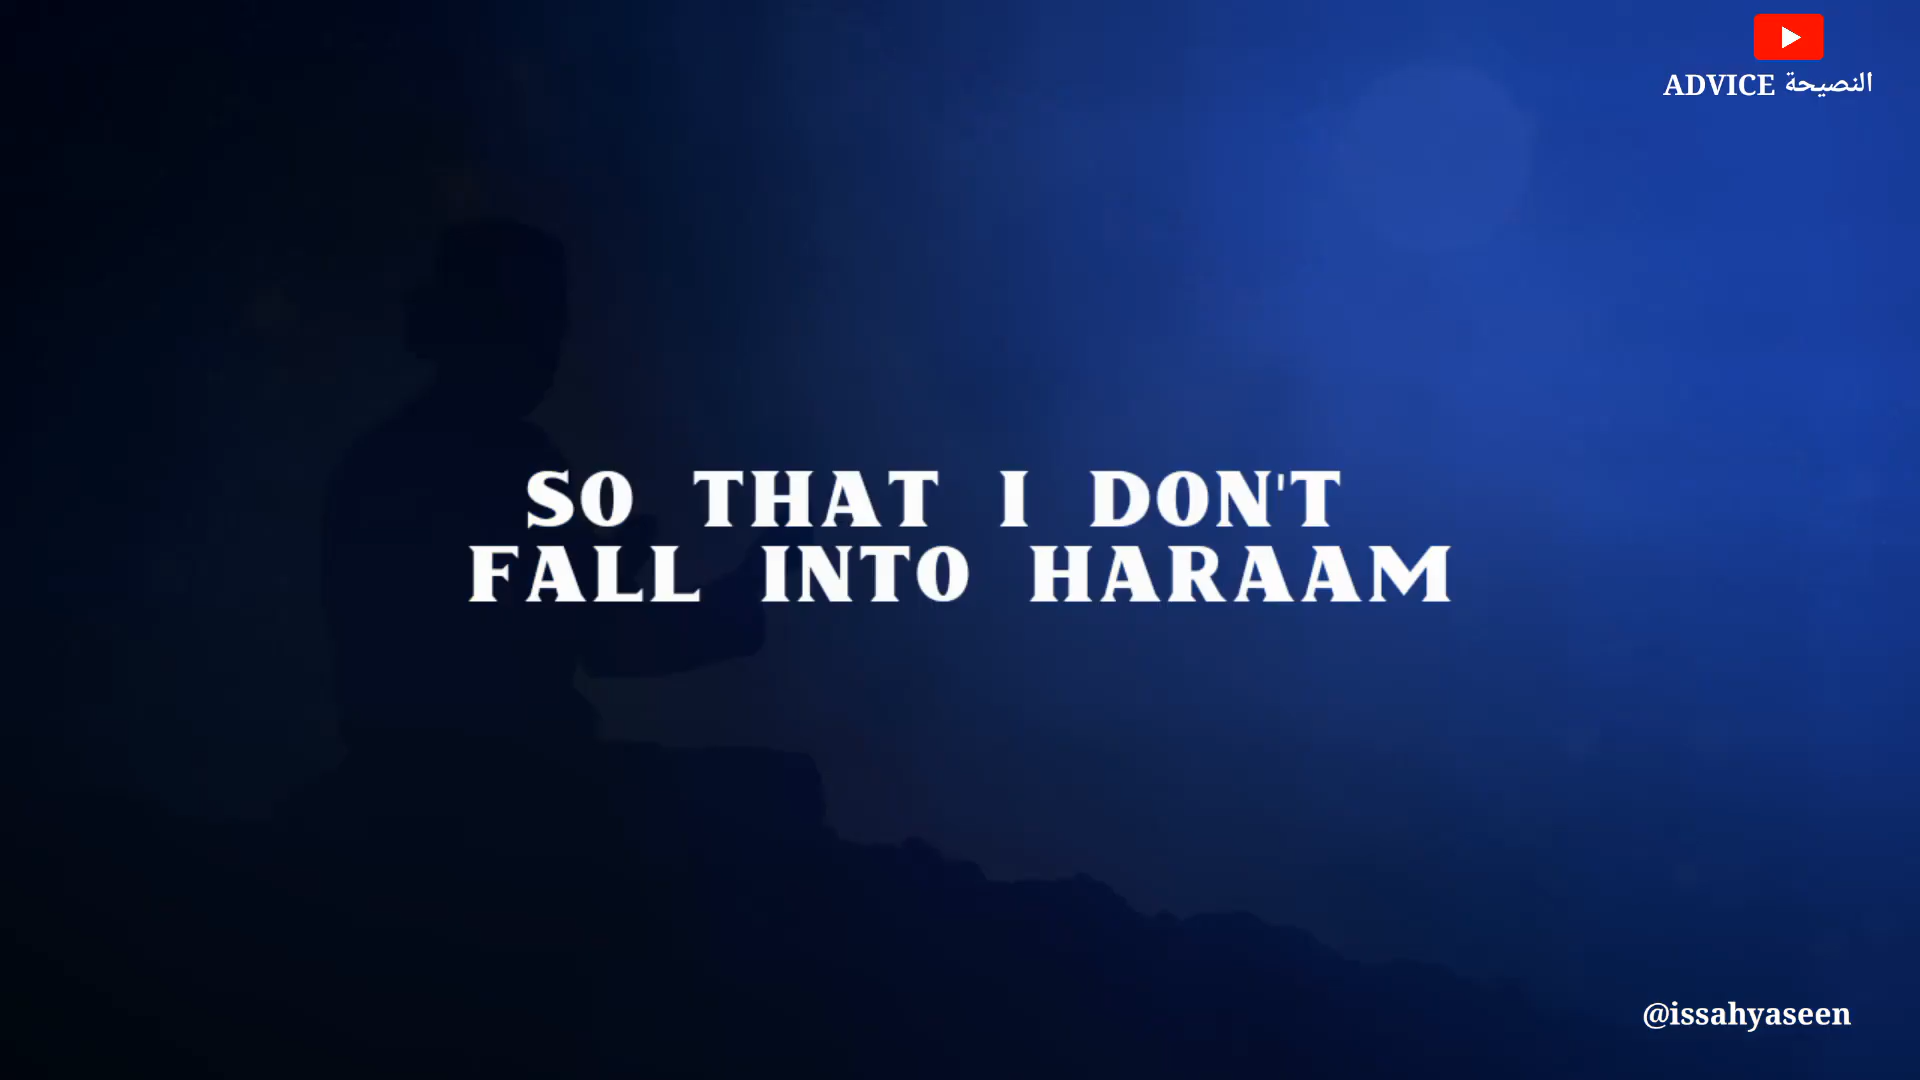 ADVICE النصيحة
SO THAT I DON'T
FALL INTO HARAAM
@issahyaseen